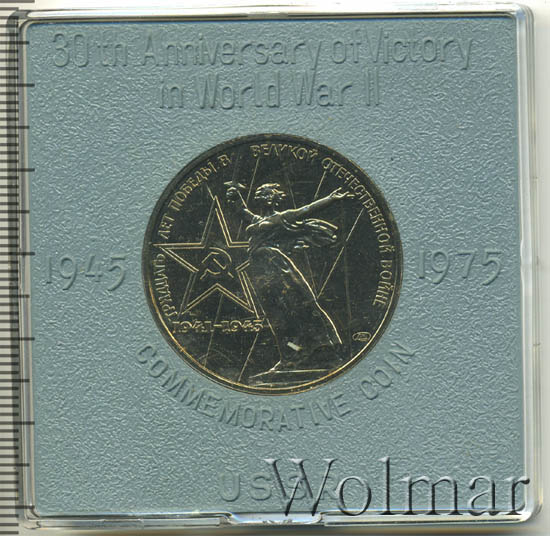 30th Anniversary of Victory
in World War II
ТРИДЦАТЬ ЛЕТ ПОБЕДЫ В ВЕЛИКОЙ ОТЕЧЕСТВЕННОЙ ВОЙНЕ
1945
1975
1941-1945
COMMEMORATIVE COIN
USSR
Wolmar